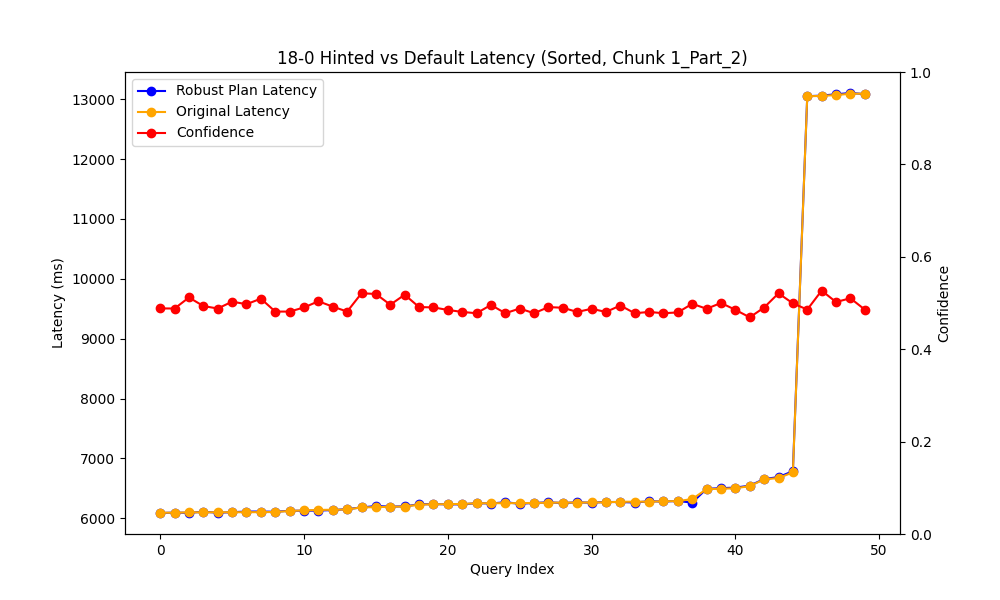 18-0 Hinted vs Default Latency (Sorted, Chunk 1_Part_2)
Robust Plan Latency
Original Latency
Confidence
Latency (ms)
13000
12000
11000
10000
9000
8000
7000
6000
1.0
0.8
0.6
0.4
0.2
0.0
Confidence
0 10 20 30 40 50
Query Index